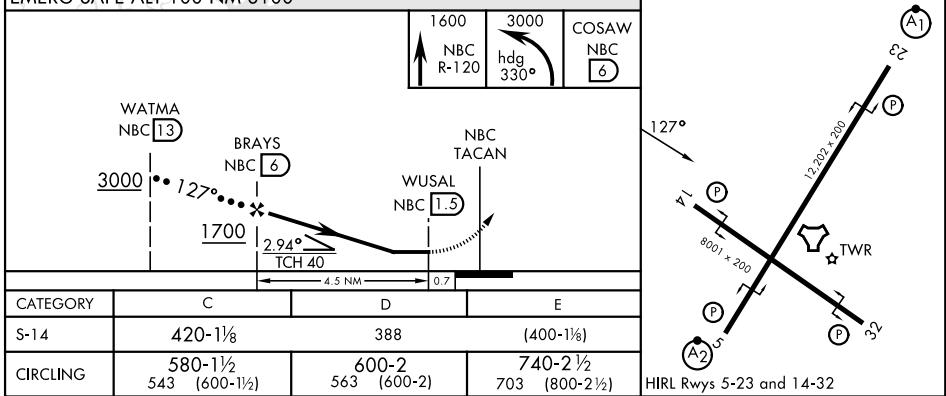 EMERG SAFE ALT 100 NM 3100
1600
NBC
R-120
3000
hdg
330°
COSAW
NBC
6
WATMA
NBC 13
BRAYS
NBC 6
NBC
TACAN
WUSAL
NBC 1.5
3000
127°
1700
2.94°
TCH 40
4.5 NM
0.7
CATEGORY C D E
S-14 420-1⅛ 388 (400-1⅛)
CIRCLING 580-1½ 543 (600-1½) 600-2 563 (600-2) 740-2½ 703 (800-2½)
A1
23
P
127°
12,202 x 200
14
P
8001 x 200
TWR
P
P
32
A2
5
HIRL Rwys 5-23 and 14-32